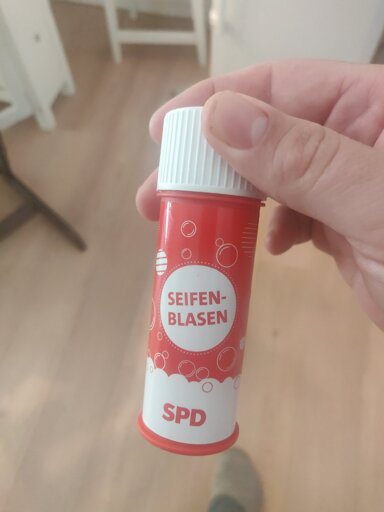 SEIFEN-
BLASEN
SPD